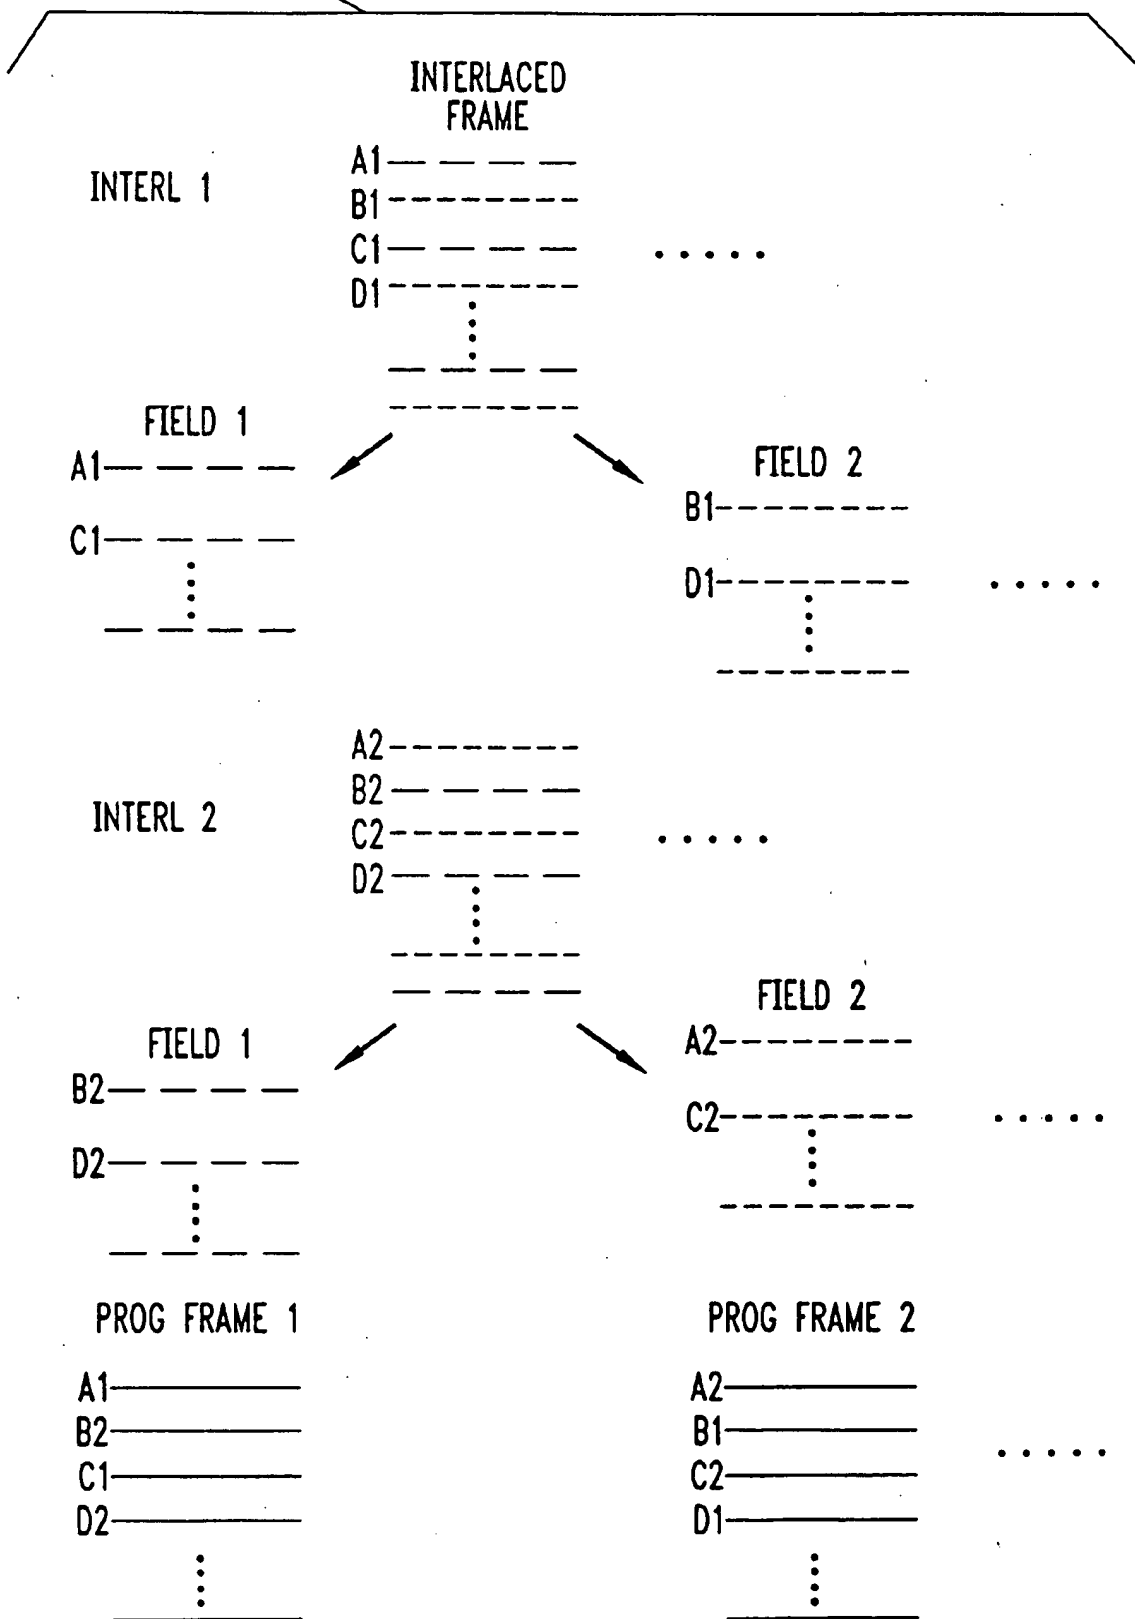 INTERLACED
FRAME
INTERL 1
A1
B1
C1
D1
FIELD 1
A1
C1
FIELD 2
B1
D1
INTERL 2
A2
B2
C2
D2
FIELD 1
B2
D2
FIELD 2
A2
C2
PROG FRAME 1
A1
B2
C1
D2
PROG FRAME 2
A2
B1
C2
D1